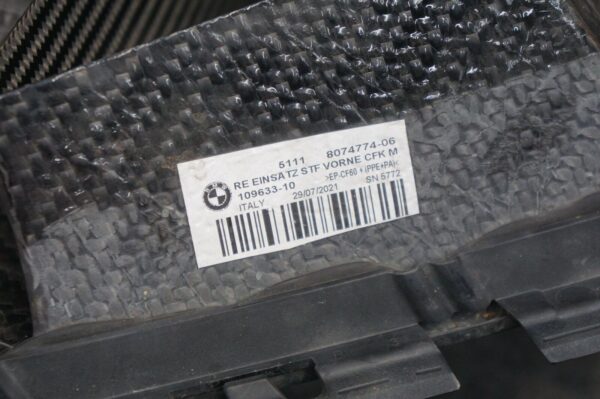 5111 8074774-06
RE EINSATZ STF VORNE CFK M
109633-10 >EP-CF60 + (PPE+PA)<
ITALY 29/07/2021 SN 5772
BMW